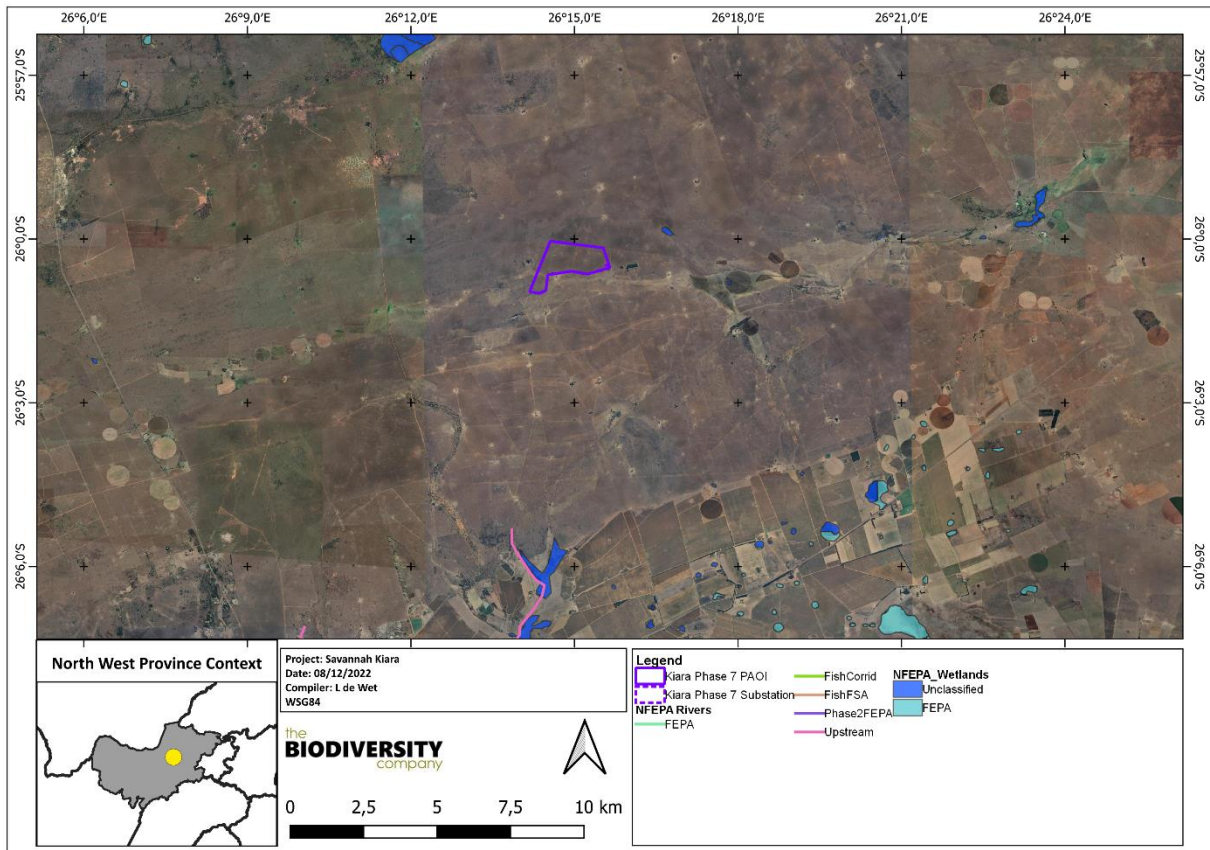 26°6,0'E 26°9,0'E 26°12,0'E 26°15,0'E 26°18,0'E 26°21,0'E 26°24,0'E
25°57,0'S 25°57,0'S
26°0,0'S 26°0,0'S
26°3,0'S 26°3,0'S
26°6,0'S 26°6,0'S
North West Province Context
Project: Savannah Kiara
Date: 08/12/2022
Compiler: L de Wet
WSG84
the
BIODIVERSITY
company
0 2,5 5 7,5 10 km
Legend
Kiara Phase 7 PAOI
Kiara Phase 7 Substation
NFEPA Rivers
FEPA
FishCorrid
FishFSA
Phase2FEPA
Upstream
NFEPA_Wetlands
Unclassified
FEPA